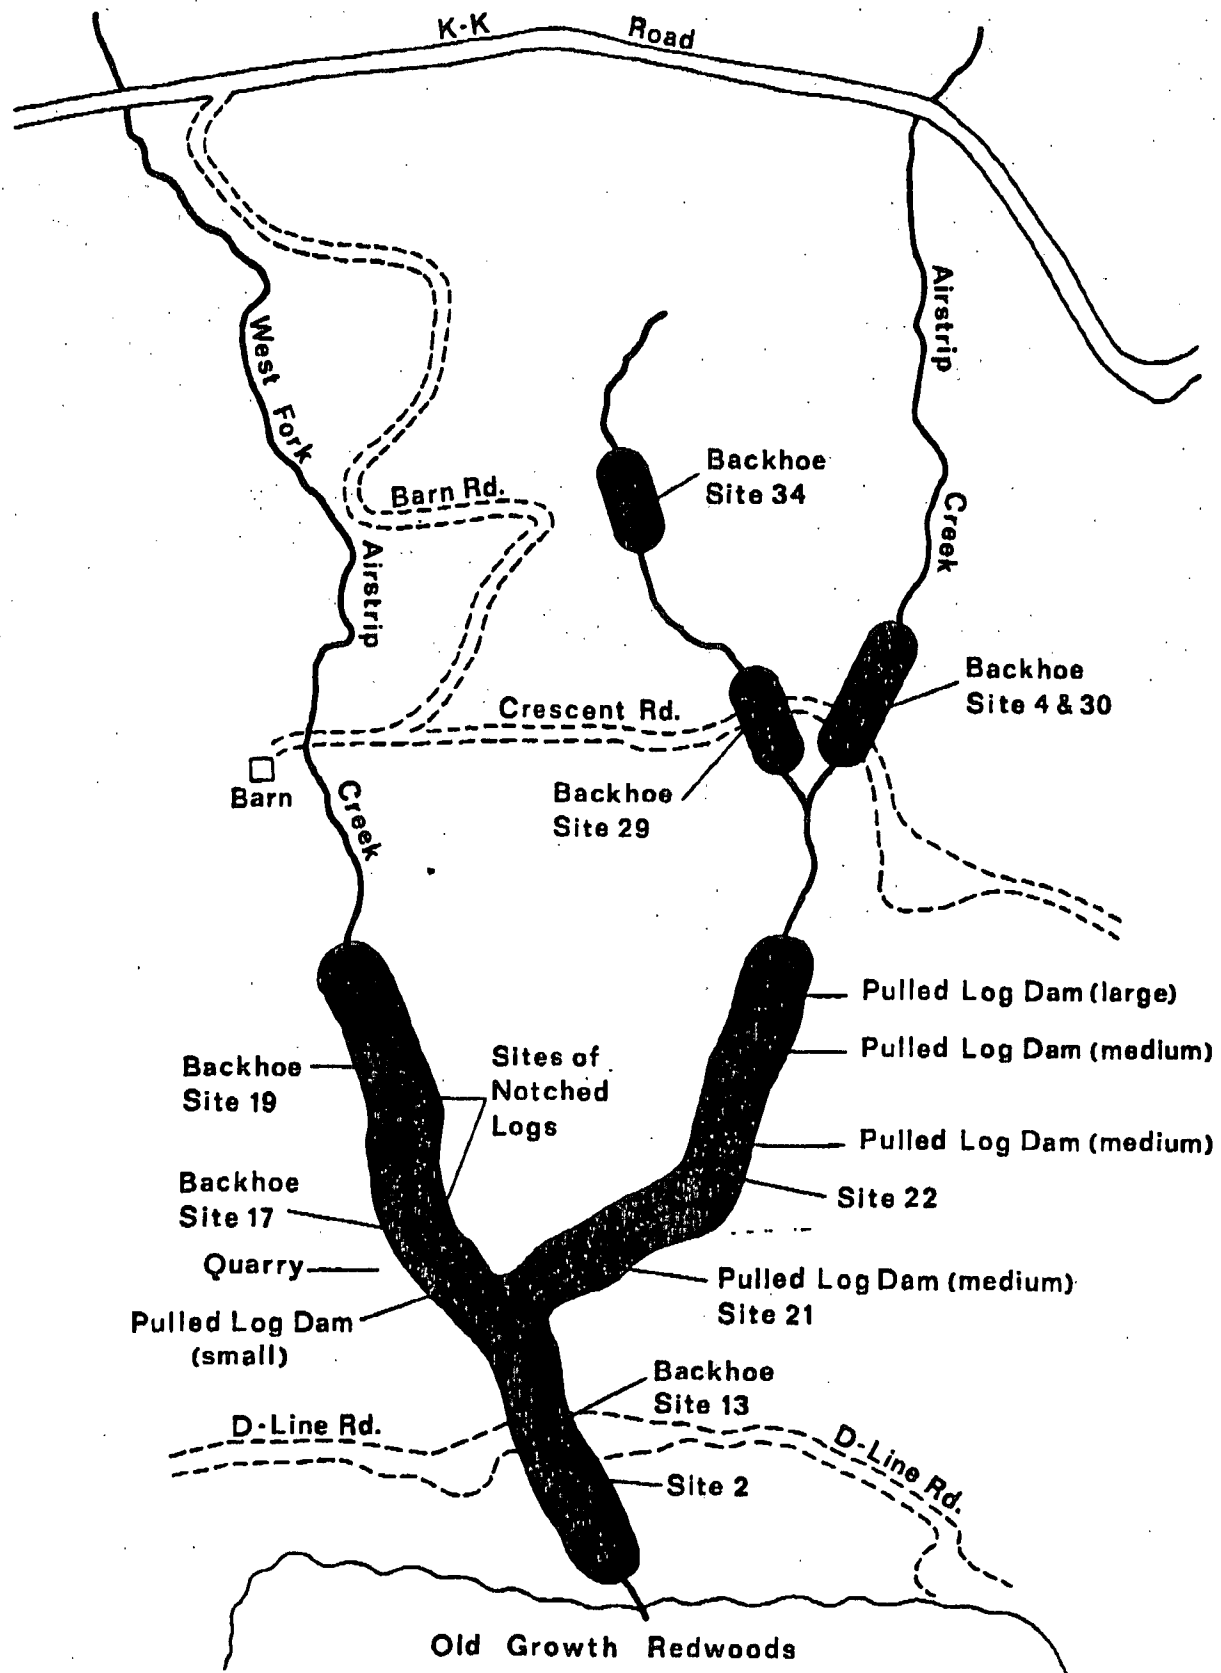 K-K Road
West Fork Airstrip Creek
Airstrip Creek
Backhoe
Site 34
Barn Rd.
Backhoe
Site 4 & 30
Crescent Rd.
Barn
Backhoe
Site 29
Pulled Log Dam (large)
Pulled Log Dam (medium)
Backhoe
Site 19
Sites of
Notched
Logs
Pulled Log Dam (medium)
Backhoe
Site 17
Site 22
Quarry
Pulled Log Dam (medium)
Site 21
Pulled Log Dam
(small)
Backhoe
Site 13
D-Line Rd.
D-Line Rd.
Site 2
Old Growth Redwoods